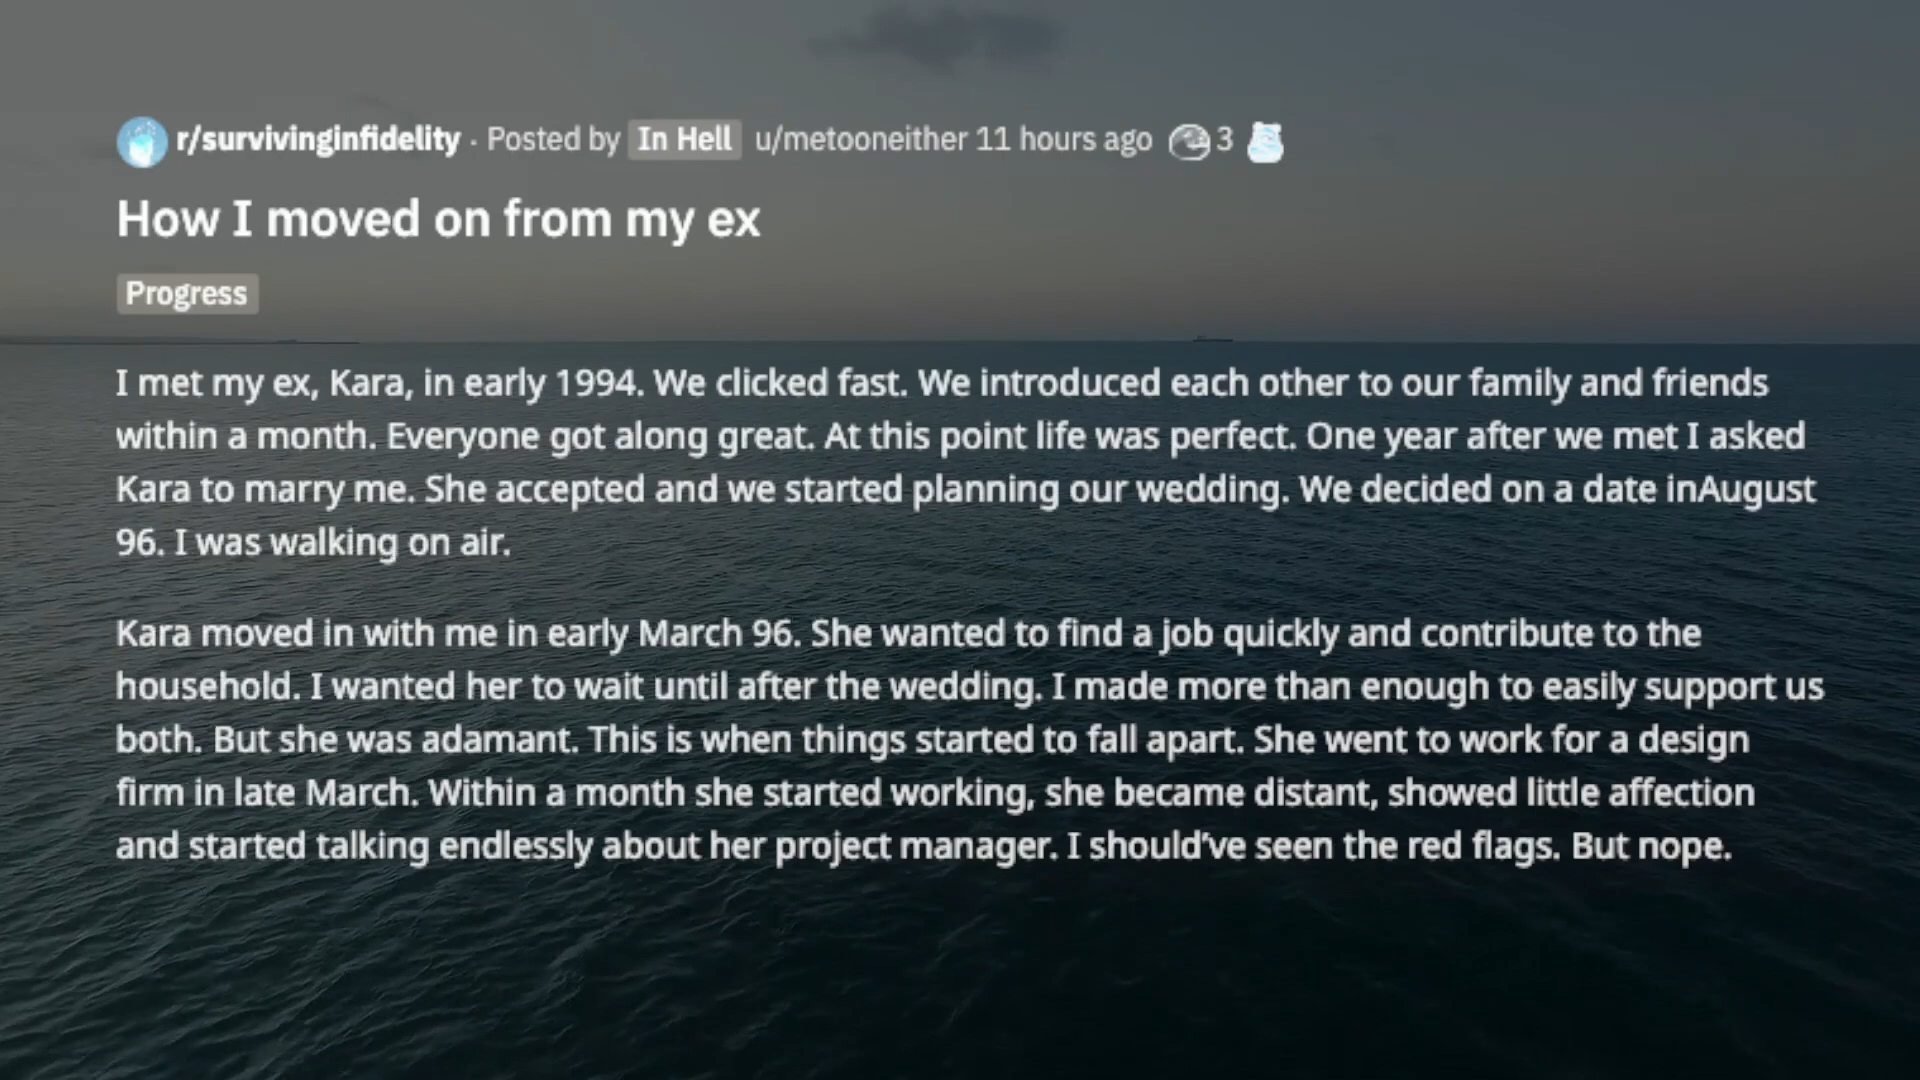 r/survivinginfidelity · Posted by In Hell u/metooneither 11 hours ago 3
How I moved on from my ex
Progress
I met my ex, Kara, in early 1994. We clicked fast. We introduced each other to our family and friends
within a month. Everyone got along great. At this point life was perfect. One year after we met I asked
Kara to marry me. She accepted and we started planning our wedding. We decided on a date inAugust
96. I was walking on air.
Kara moved in with me in early March 96. She wanted to find a job quickly and contribute to the
household. I wanted her to wait until after the wedding. I made more than enough to easily support us
both. But she was adamant. This is when things started to fall apart. She went to work for a design
firm in late March. Within a month she started working, she became distant, showed little affection
and started talking endlessly about her project manager. I should’ve seen the red flags. But nope.